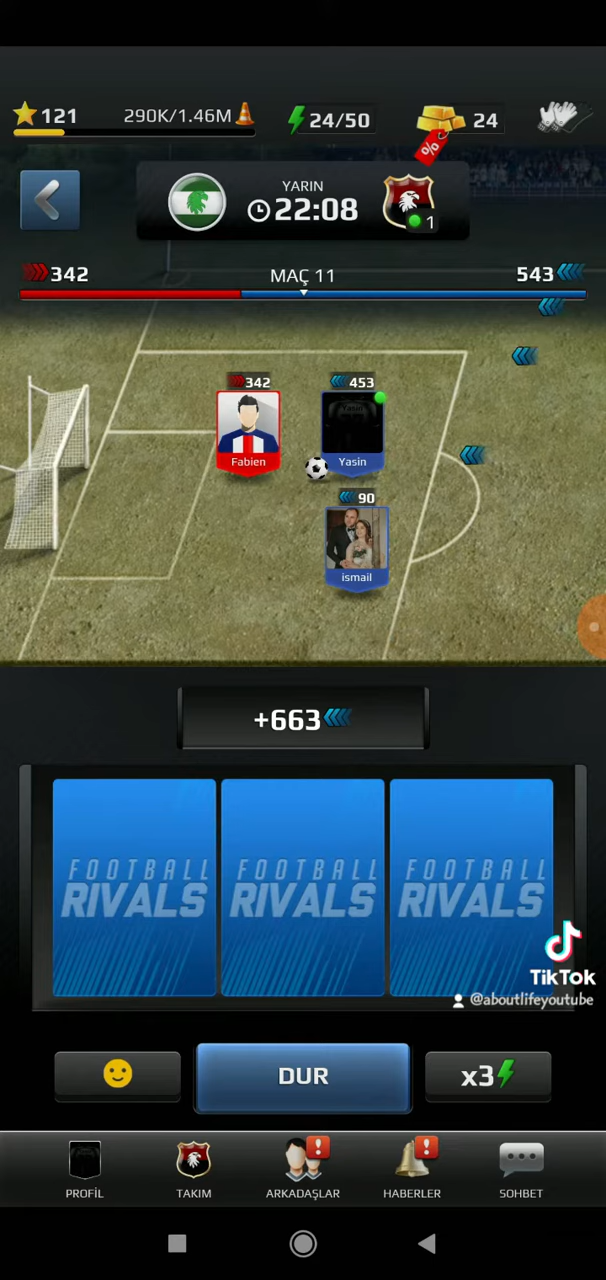 121
290K/1.46M
24/50
24
%
YARIN
22:08
1
342
MAÇ 11
543
342
453
Fabien
Yasin
90
ismail
+663
FOOTBALL
RIVALS
FOOTBALL
RIVALS
FOOTBALL
RIVALS
TikTok
@aboutlifeyoutube
DUR
x3
PROFİL
TAKIM
ARKADAŞLAR
HABERLER
SOHBET